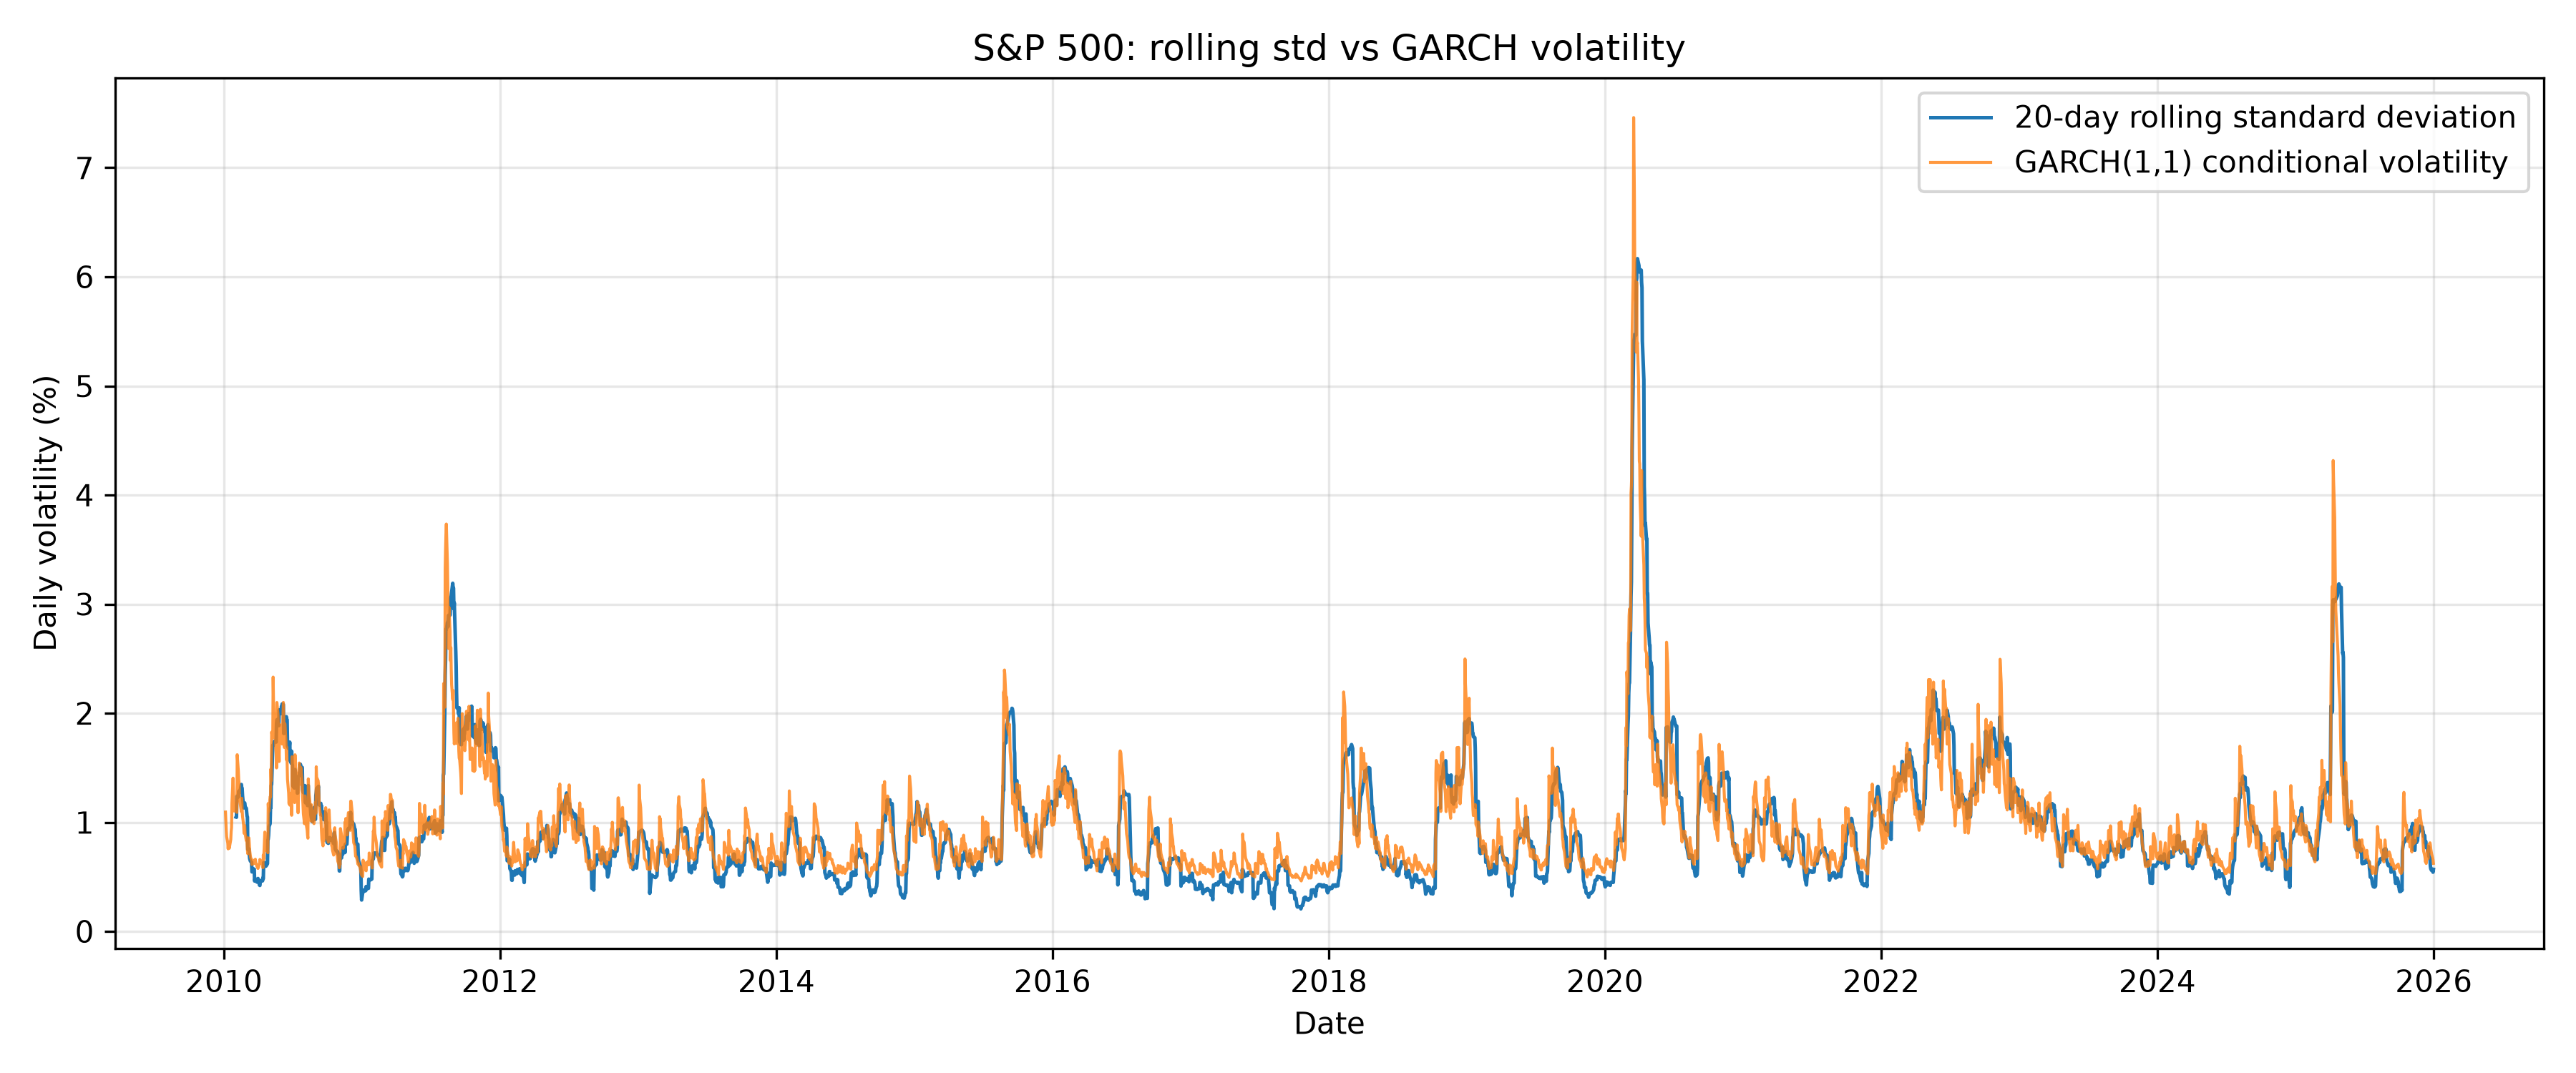 S&P 500: rolling std vs GARCH volatility
20-day rolling standard deviation
GARCH(1,1) conditional volatility
Daily volatility (%)
7
6
5
4
3
2
1
0
2010 2012 2014 2016 2018 2020 2022 2024 2026
Date